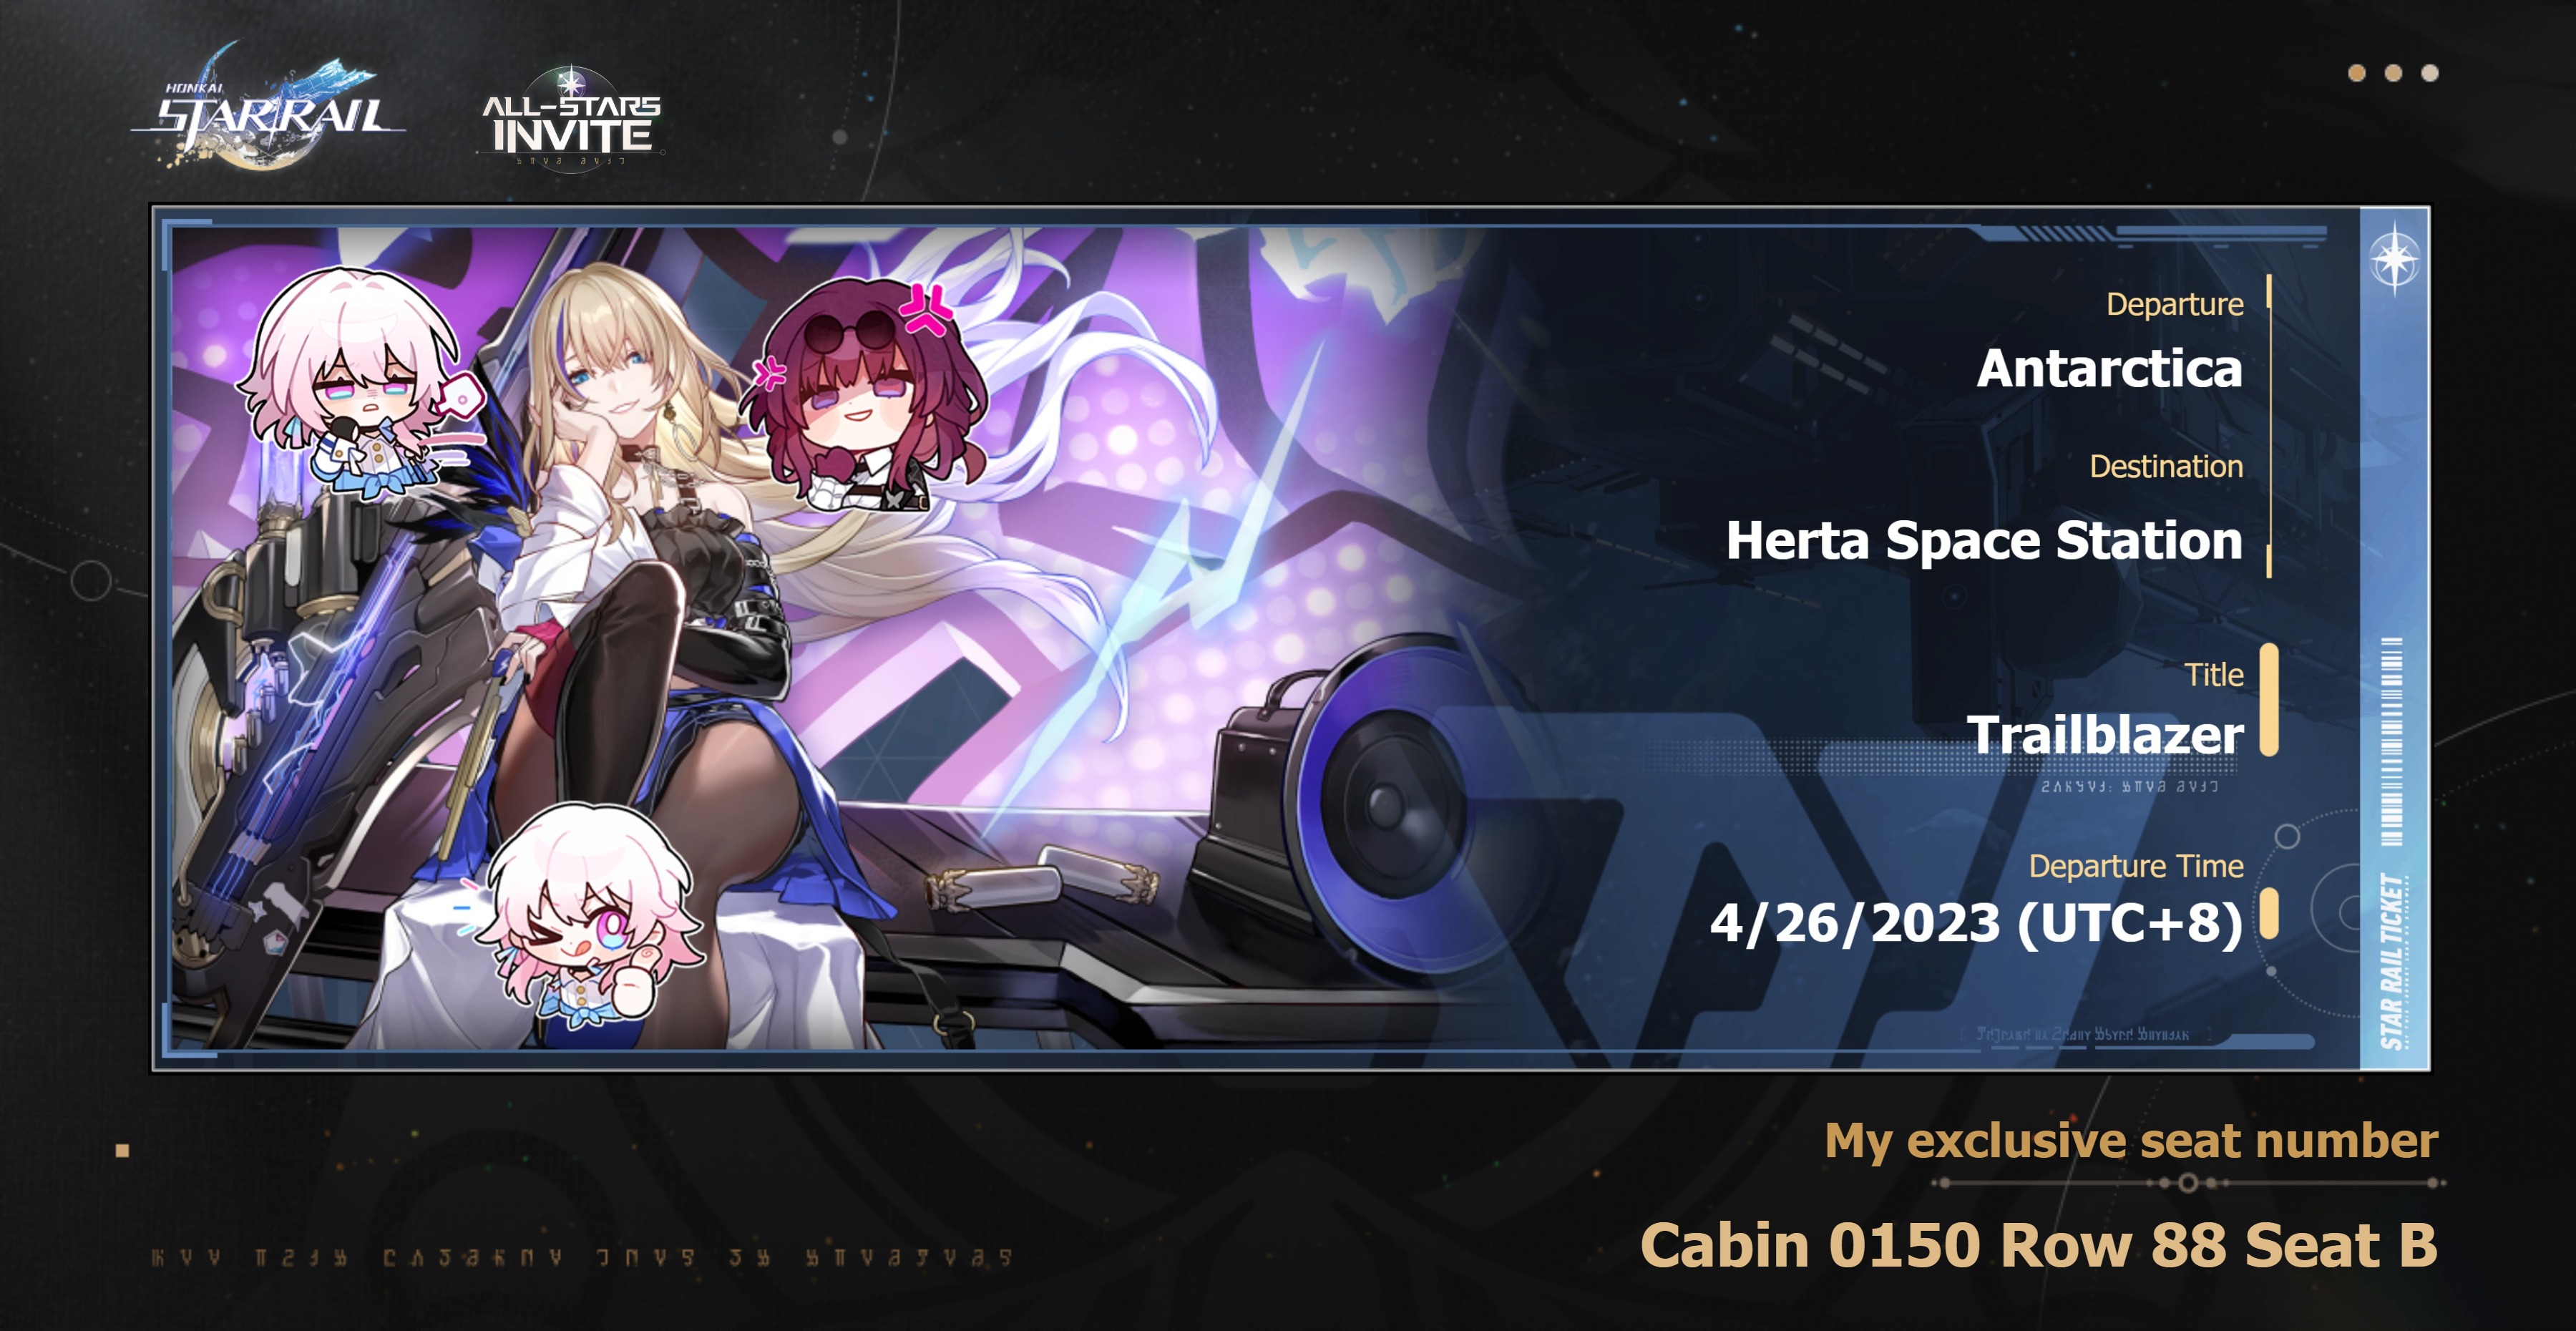 HONKAI
STAR RAIL
ALL-STARS
INVITE
Departure
Antarctica
Destination
Herta Space Station
Title
Trailblazer
Departure Time
4/26/2023 (UTC+8)
STAR RAIL TICKET
My exclusive seat number
Cabin 0150 Row 88 Seat B